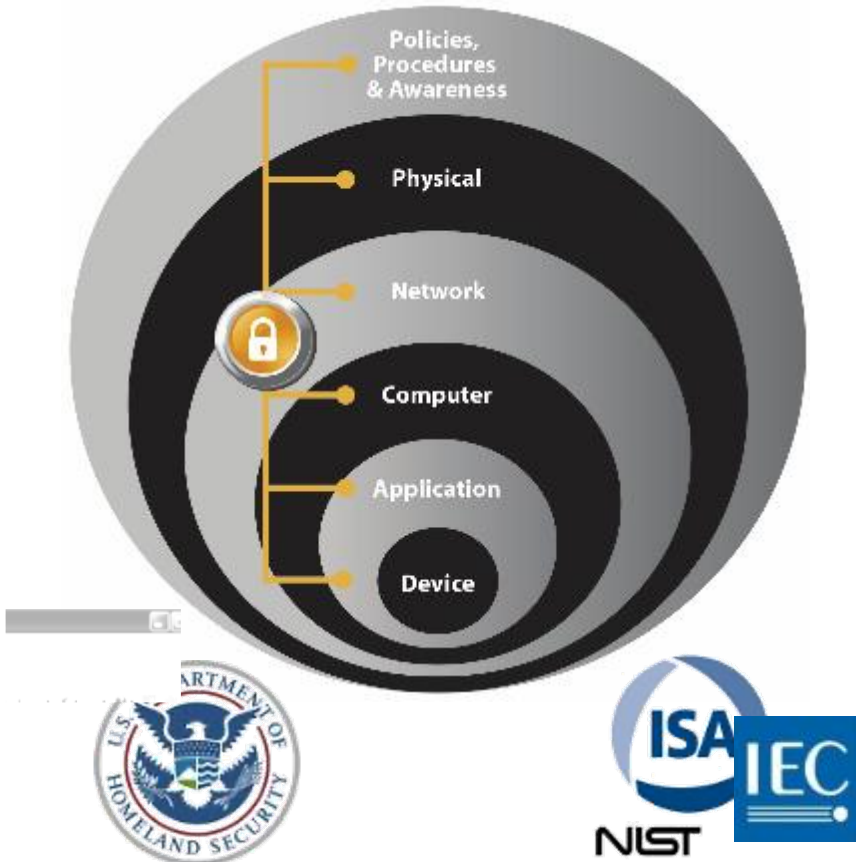 Policies,
Procedures
& Awareness
Physical
Network
Computer
Application
Device
U.S. DEPARTMENT OF
HOMELAND SECURITY
ISA
IEC
NIST